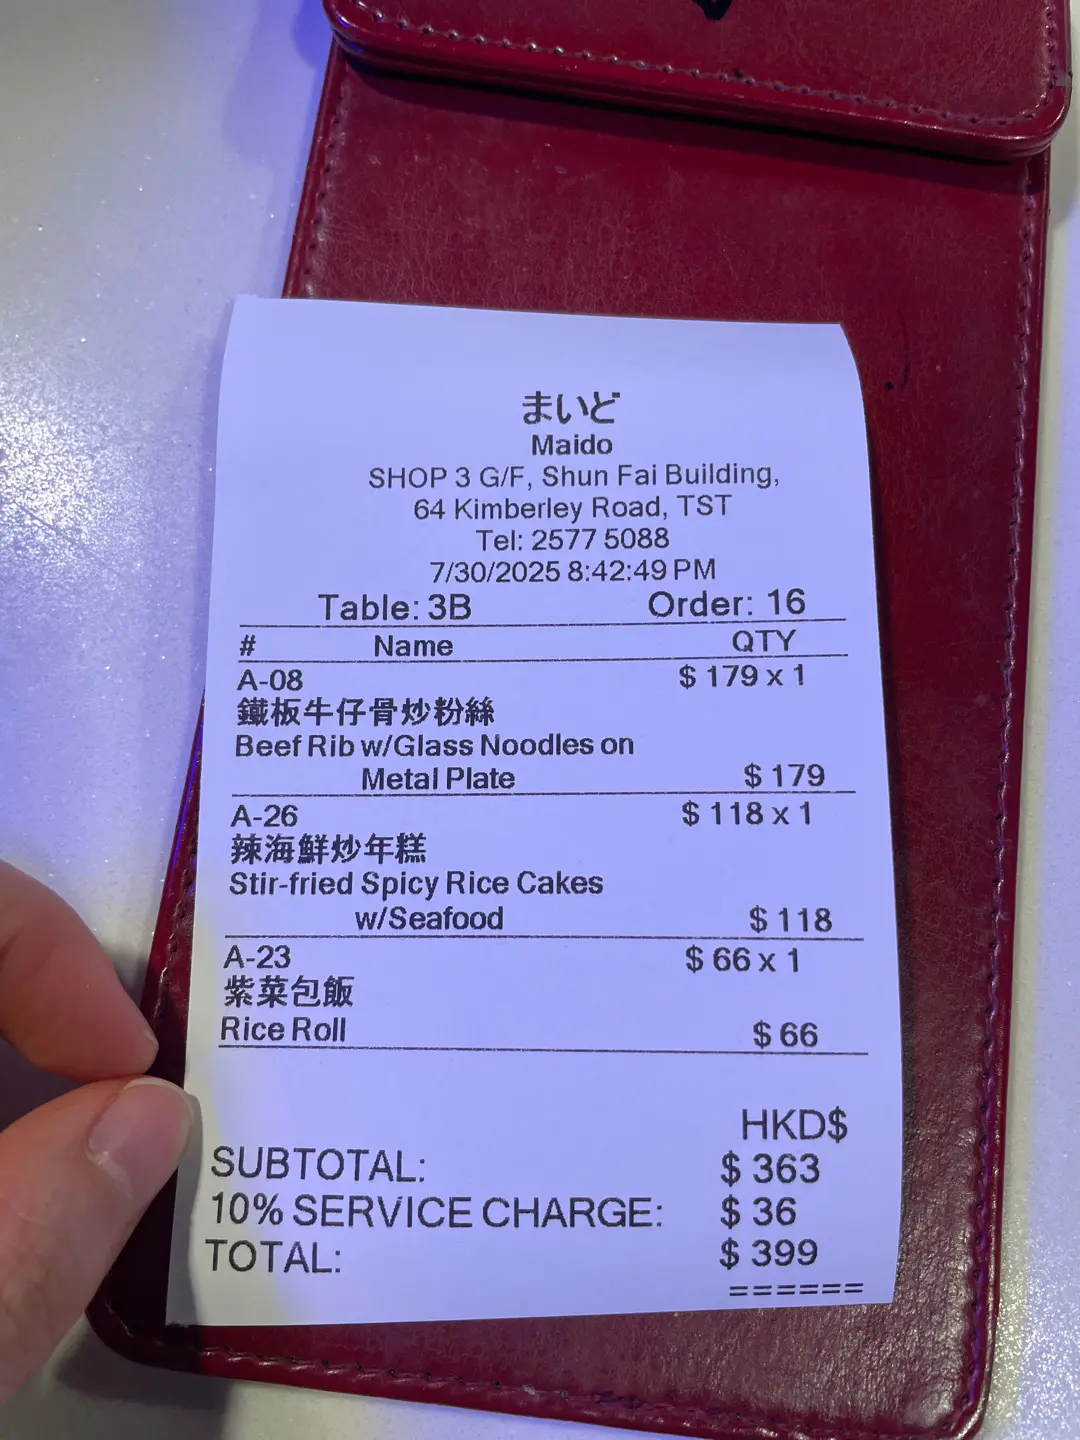 まいど
Maido
SHOP 3 G/F, Shun Fai Building,
64 Kimberley Road, TST
Tel: 2577 5088
7/30/2025 8:42:49 PM
Table: 3B Order: 16
# Name QTY
A-08 $ 179 x 1
鐵板牛仔骨炒粉絲
Beef Rib w/Glass Noodles on
Metal Plate $ 179
A-26 $ 118 x 1
辣海鮮炒年糕
Stir-fried Spicy Rice Cakes
w/Seafood $ 118
A-23 $ 66 x 1
紫菜包飯
Rice Roll $ 66
HKD$
SUBTOTAL: $ 363
10% SERVICE CHARGE: $ 36
TOTAL: $ 399
======